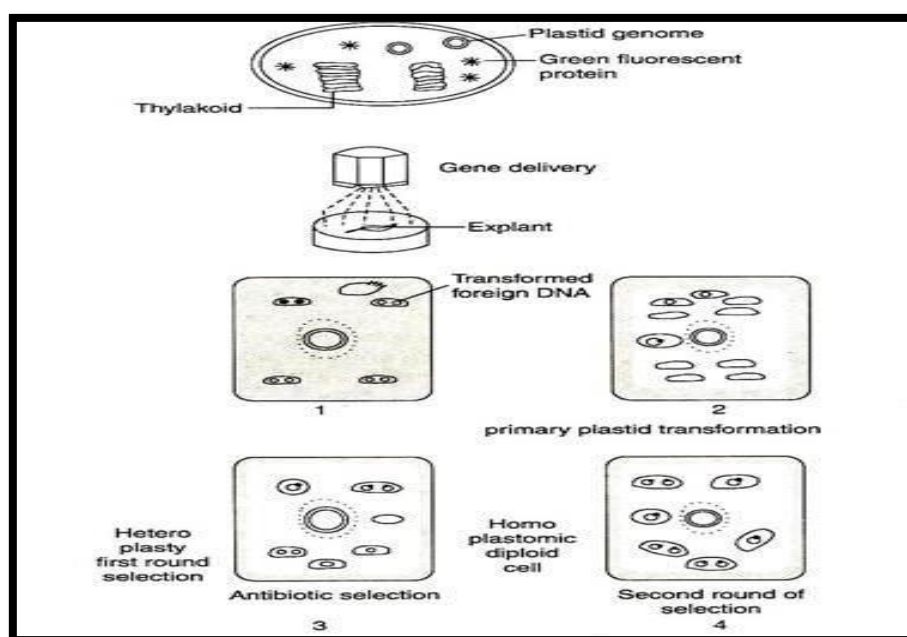 Plastid genome
Green fluorescent
protein
Thylakoid
Gene delivery
Explant
Transformed
foreign DNA
1
2
primary plastid transformation
Hetero
plasty
first round
selection
Antibiotic selection
3
Homo
plastomic
diploid
cell
Second round of
selection
4